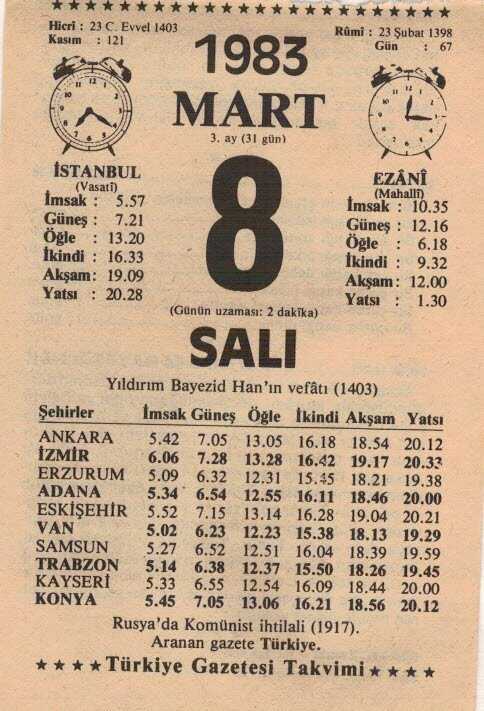 ★★★★★★★★★★★★★★★★★★★★★★★★★★
Hicrî : 23 C. Evvel 1403
Kasım : 121
1983
Rûmî : 23 Şubat 1398
Gün : 67
MART
3. ay (31 gün)
8
İSTANBUL
(Vasatî)
İmsak : 5.57
Güneş : 7.21
Öğle : 13.20
İkindi : 16.33
Akşam: 19.09
Yatsı : 20.28
EZÂNÎ
(Mahallî)
İmsak : 10.35
Güneş : 12.16
Öğle : 6.18
İkindi : 9.32
Akşam: 12.00
Yatsı : 1.30
(Günün uzaması: 2 dakîka)
SALI
Yıldırım Bayezid Han'ın vefâtı (1403)
Şehirler İmsak Güneş Öğle İkindi Akşam Yatsı
ANKARA 5.42 7.05 13.05 16.18 18.54 20.12
İZMİR 6.06 7.28 13.28 16.42 19.17 20.33
ERZURUM 5.09 6.32 12.31 15.45 18.21 19.38
ADANA 5.34 6.54 12.55 16.11 18.46 20.00
ESKİŞEHİR 5.52 7.15 13.14 16.28 19.04 20.21
VAN 5.02 6.23 12.23 15.38 18.13 19.29
SAMSUN 5.27 6.52 12.51 16.04 18.39 19.59
TRABZON 5.14 6.38 12.37 15.50 18.26 19.45
KAYSERİ 5.33 6.55 12.54 16.09 18.44 20.00
KONYA 5.45 7.05 13.06 16.21 18.56 20.12
Rusya'da Komünist ihtilali (1917).
Aranan gazete Türkiye.
★★★★Türkiye Gazetesi Takvimi★★★★